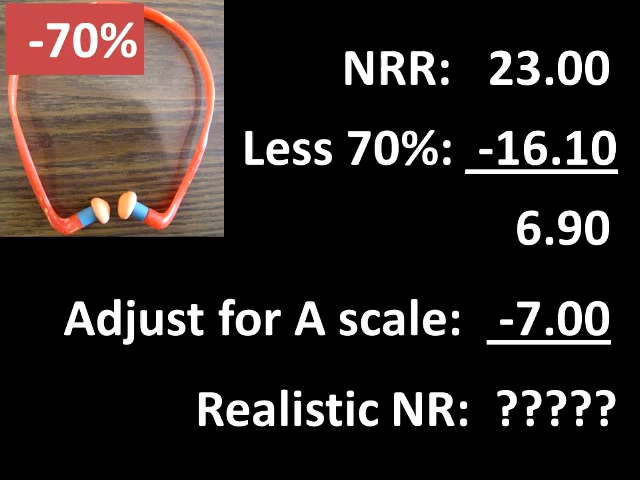 -70%
NRR: 23.00
Less 70%: -16.10
6.90
Adjust for A scale: -7.00
Realistic NR: ?????